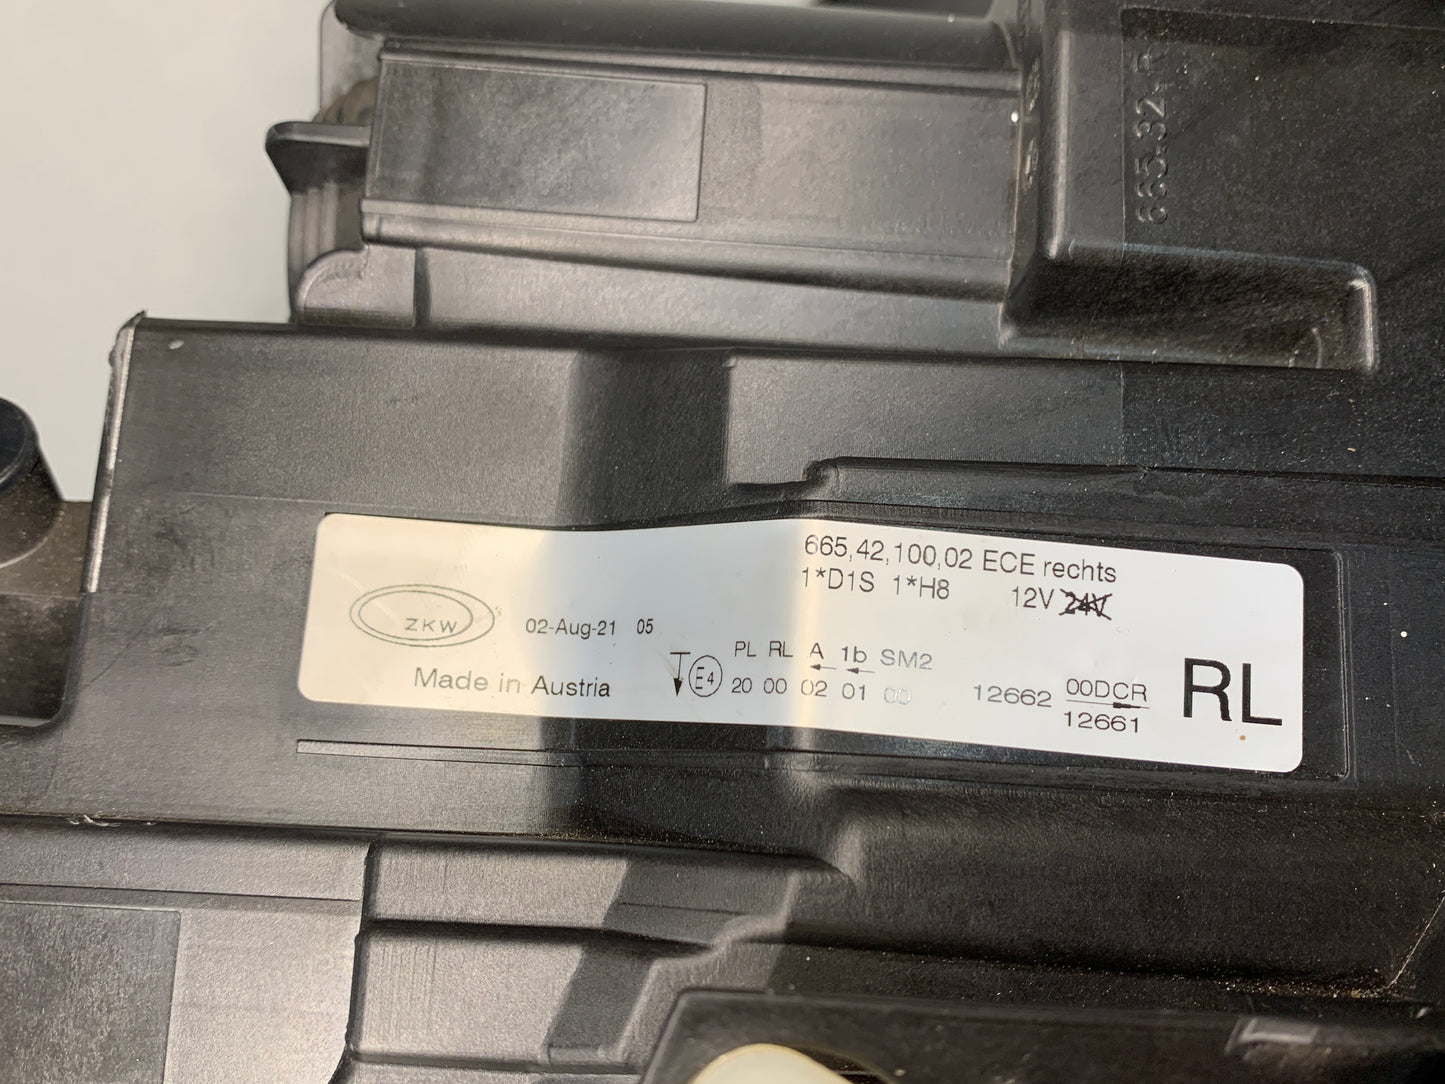 665.32.0
665,42,100,02 ECE rechts
1*D1S 1*H8 12V 24V
ZKW 02-Aug-21 05
Made in Austria
E4
PL RL A 1b SM2
20 00 02 01 00
12662 00DCR
12661
RL